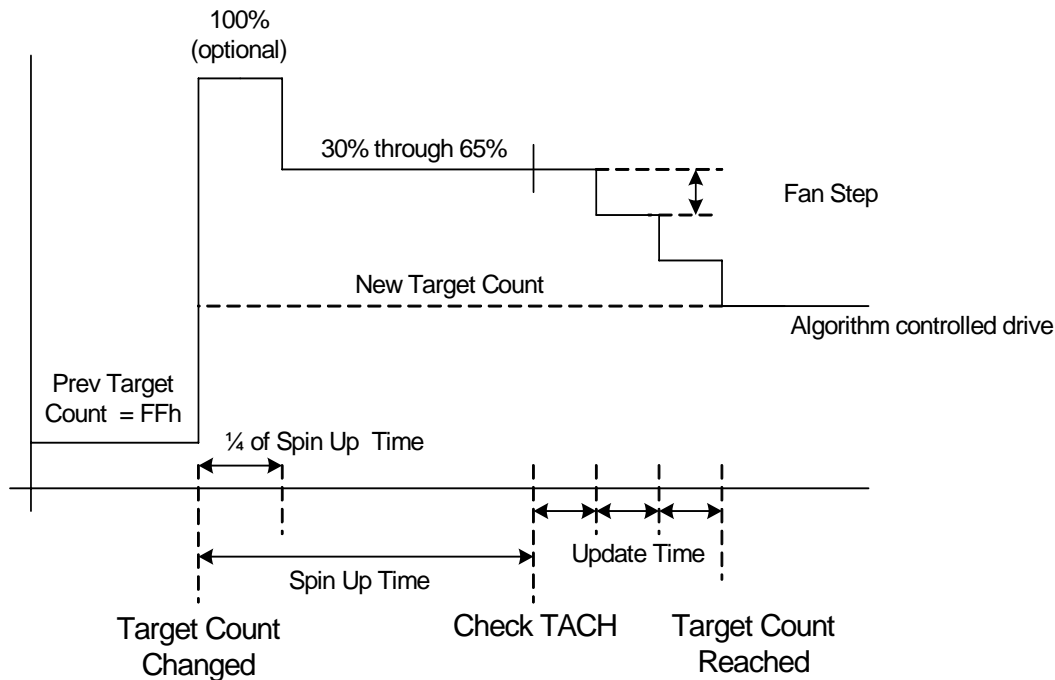 100%
(optional)
30% through 65%
Fan Step
New Target Count
Algorithm controlled drive
Prev Target
Count = FFh
¼ of Spin Up Time
Update Time
Spin Up Time
Target Count
Changed
Check TACH
Target Count
Reached